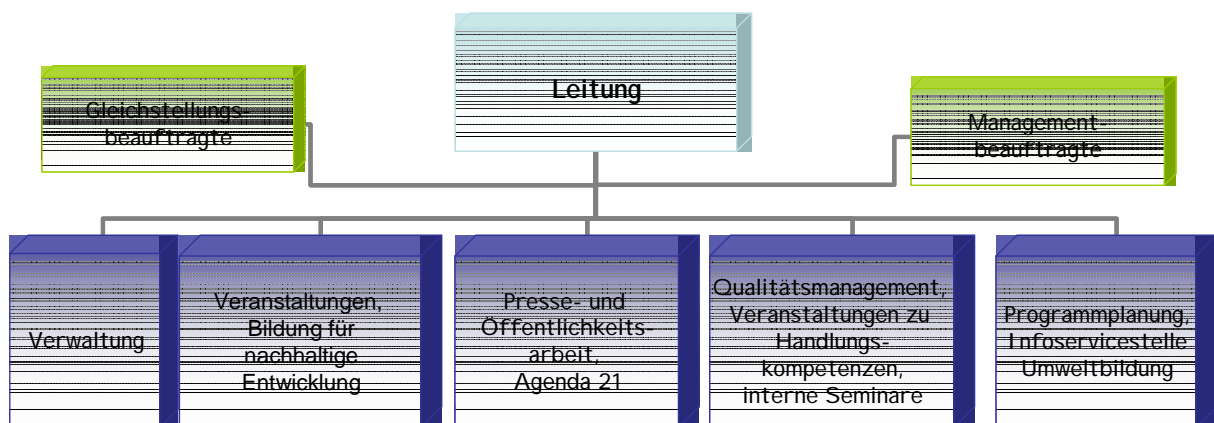 Leitung
Gleichstellungs-
beauftragte
Management-
beauftragte
Verwaltung
Veranstaltungen,
Bildung für
nachhaltige
Entwicklung
Presse- und
Öffentlichkeits-
arbeit,
Agenda 21
Qualitätsmanagement,
Veranstaltungen zu
Handlungs-
kompetenzen,
interne Seminare
Programmplanung,
Infoservicestelle
Umweltbildung